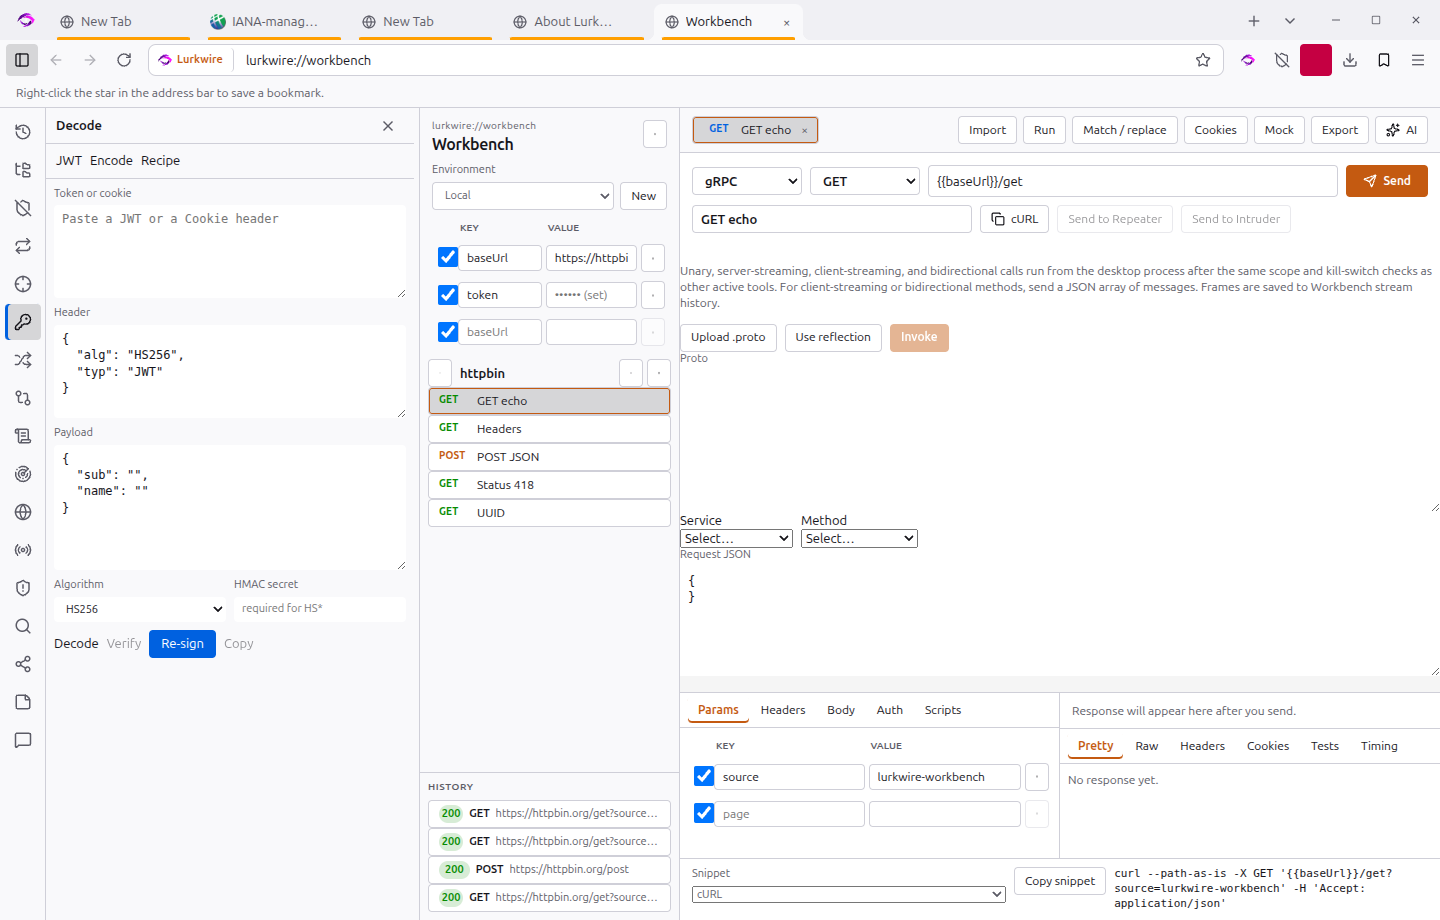 New Tab
IANA-manag...
New Tab
About Lurk...
Workbench
Lurkwire
lurkwire://workbench
Right-click the star in the address bar to save a bookmark.
Decode
JWT Encode Recipe
Token or cookie
Paste a JWT or a Cookie header
Header
{
"alg": "HS256",
"typ": "JWT"
}
Payload
{
"sub": "",
"name": ""
}
Algorithm
HMAC secret
HS256
required for HS*
Decode Verify Re-sign Copy
lurkwire://workbench
Workbench
Environment
Local
New
KEY VALUE
baseUrl https://httpbi
token •••••• (set)
baseUrl
httpbin
GET GET echo
GET Headers
POST POST JSON
GET Status 418
GET UUID
HISTORY
200 GET https://httpbin.org/get?source...
200 GET https://httpbin.org/get?source...
200 POST https://httpbin.org/post
200 GET https://httpbin.org/get?source...
GET GET echo ×
Import Run Match / replace Cookies Mock Export AI
gRPC GET {{baseUrl}}/get Send
GET echo cURL Send to Repeater Send to Intruder
Unary, server-streaming, client-streaming, and bidirectional calls run from the desktop process after the same scope and kill-switch checks as
other active tools. For client-streaming or bidirectional methods, send a JSON array of messages. Frames are saved to Workbench stream
history.
Upload .proto Use reflection Invoke
Proto
Service Method
Select... Select...
Request JSON
{
}
Params Headers Body Auth Scripts
KEY VALUE
source lurkwire-workbench
page
Response will appear here after you send.
Pretty Raw Headers Cookies Tests Timing
No response yet.
Snippet
cURL
Copy snippet
curl --path-as-is -X GET '{{baseUrl}}/get?
source=lurkwire-workbench' -H 'Accept:
application/json'